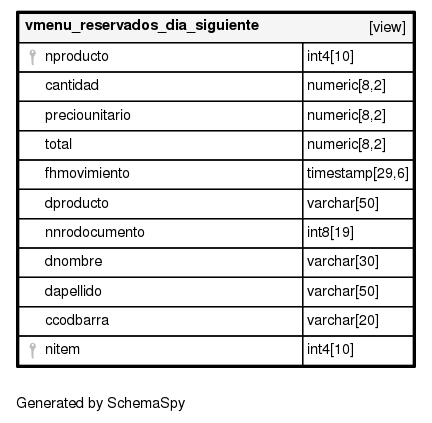 vmenu_reservados_dia_siguiente [view]
nproducto int4[10]
cantidad numeric[8,2]
preciounitario numeric[8,2]
total numeric[8,2]
fhmovimiento timestamp[29,6]
dproducto varchar[50]
nnrodocumento int8[19]
dnombre varchar[30]
dapellido varchar[50]
ccodbarra varchar[20]
nitem int4[10]
Generated by SchemaSpy